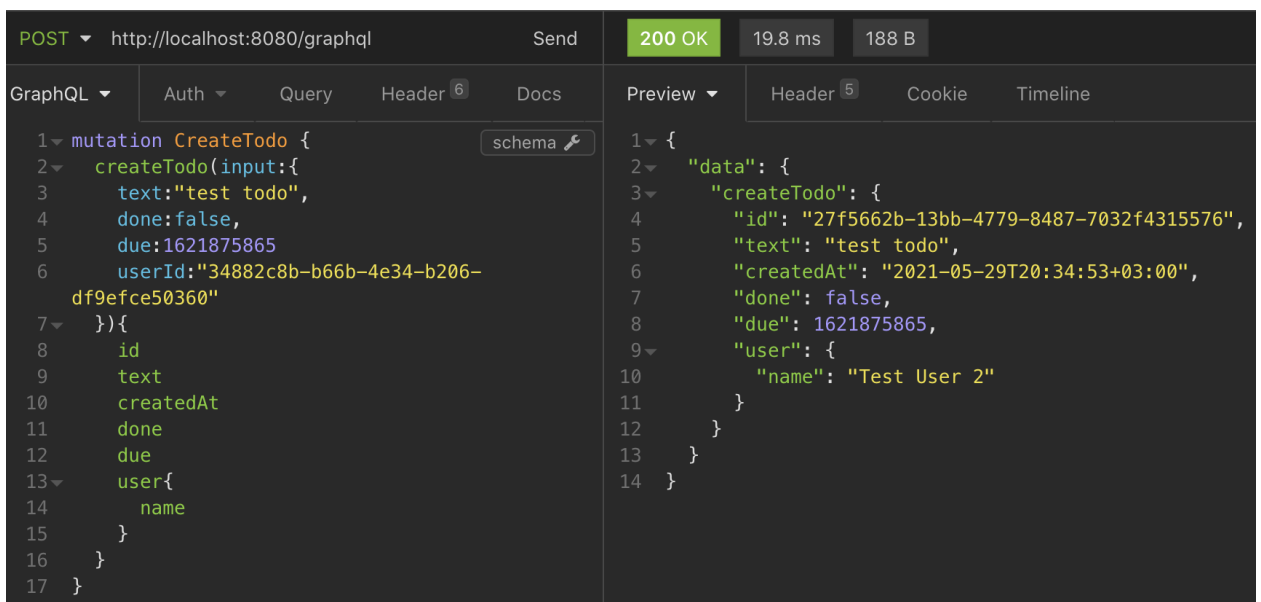 POST http://localhost:8080/graphql Send
GraphQL Auth Query Header 6 Docs
1 mutation CreateTodo { schema
2 createTodo(input:{
3 text:"test todo",
4 done:false,
5 due:1621875865
6 userId:"34882c8b-b66b-4e34-b206-
df9efce50360"
7 }){
8 id
9 text
10 createdAt
11 done
12 due
13 user{
14 name
15 }
16 }
17 }
200 OK 19.8 ms 188 B
Preview Header 5 Cookie Timeline
1 {
2 "data": {
3 "createTodo": {
4 "id": "27f5662b-13bb-4779-8487-7032f4315576",
5 "text": "test todo",
6 "createdAt": "2021-05-29T20:34:53+03:00",
7 "done": false,
8 "due": 1621875865,
9 "user": {
10 "name": "Test User 2"
11 }
12 }
13 }
14 }